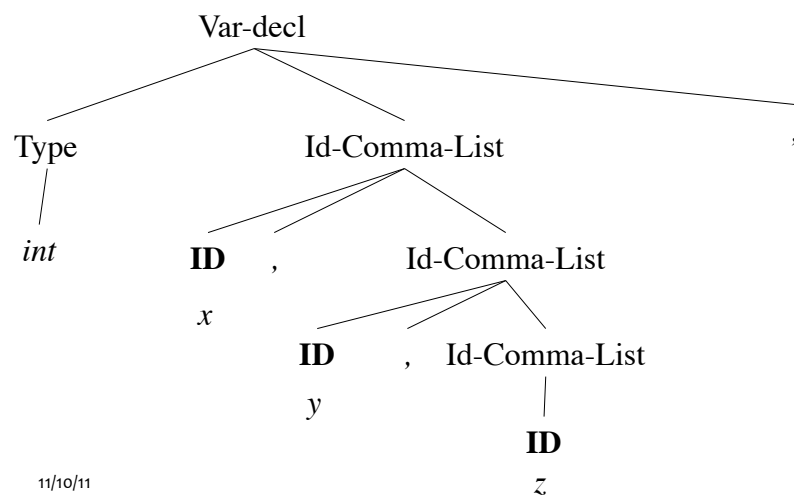 Var-decl
Type Id-Comma-List
int ID , Id-Comma-List
x
ID , Id-Comma-List
y
ID
11/10/11 z